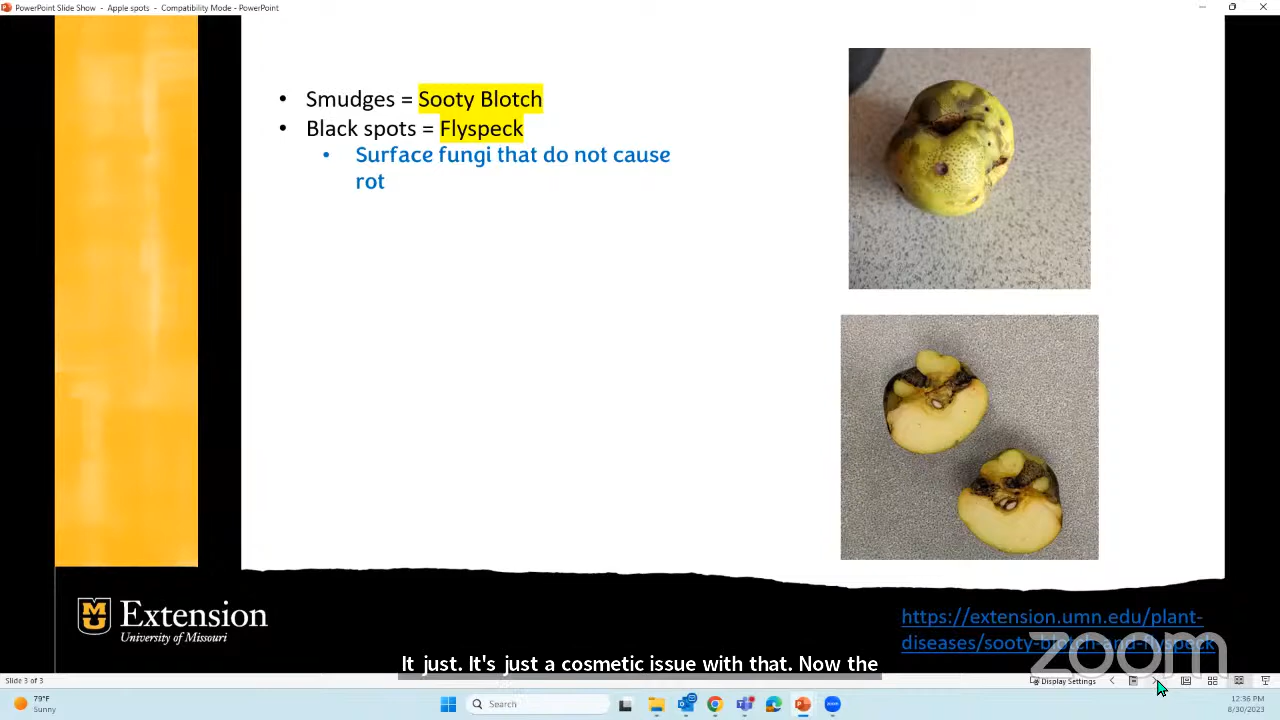 PowerPoint Slide Show - Apple spots - Compatibility Mode - PowerPoint
• Smudges = Sooty Blotch
• Black spots = Flyspeck
• Surface fungi that do not cause
rot
Extension
University of Missouri
https://extension.umn.edu/plant-
diseases/sooty-blotch-and-flyspeck
zoom
It just. It's just a cosmetic issue with that. Now the
Slide 3 of 3
Display Settings
79°F
Sunny
Search
12:36 PM
8/30/2023